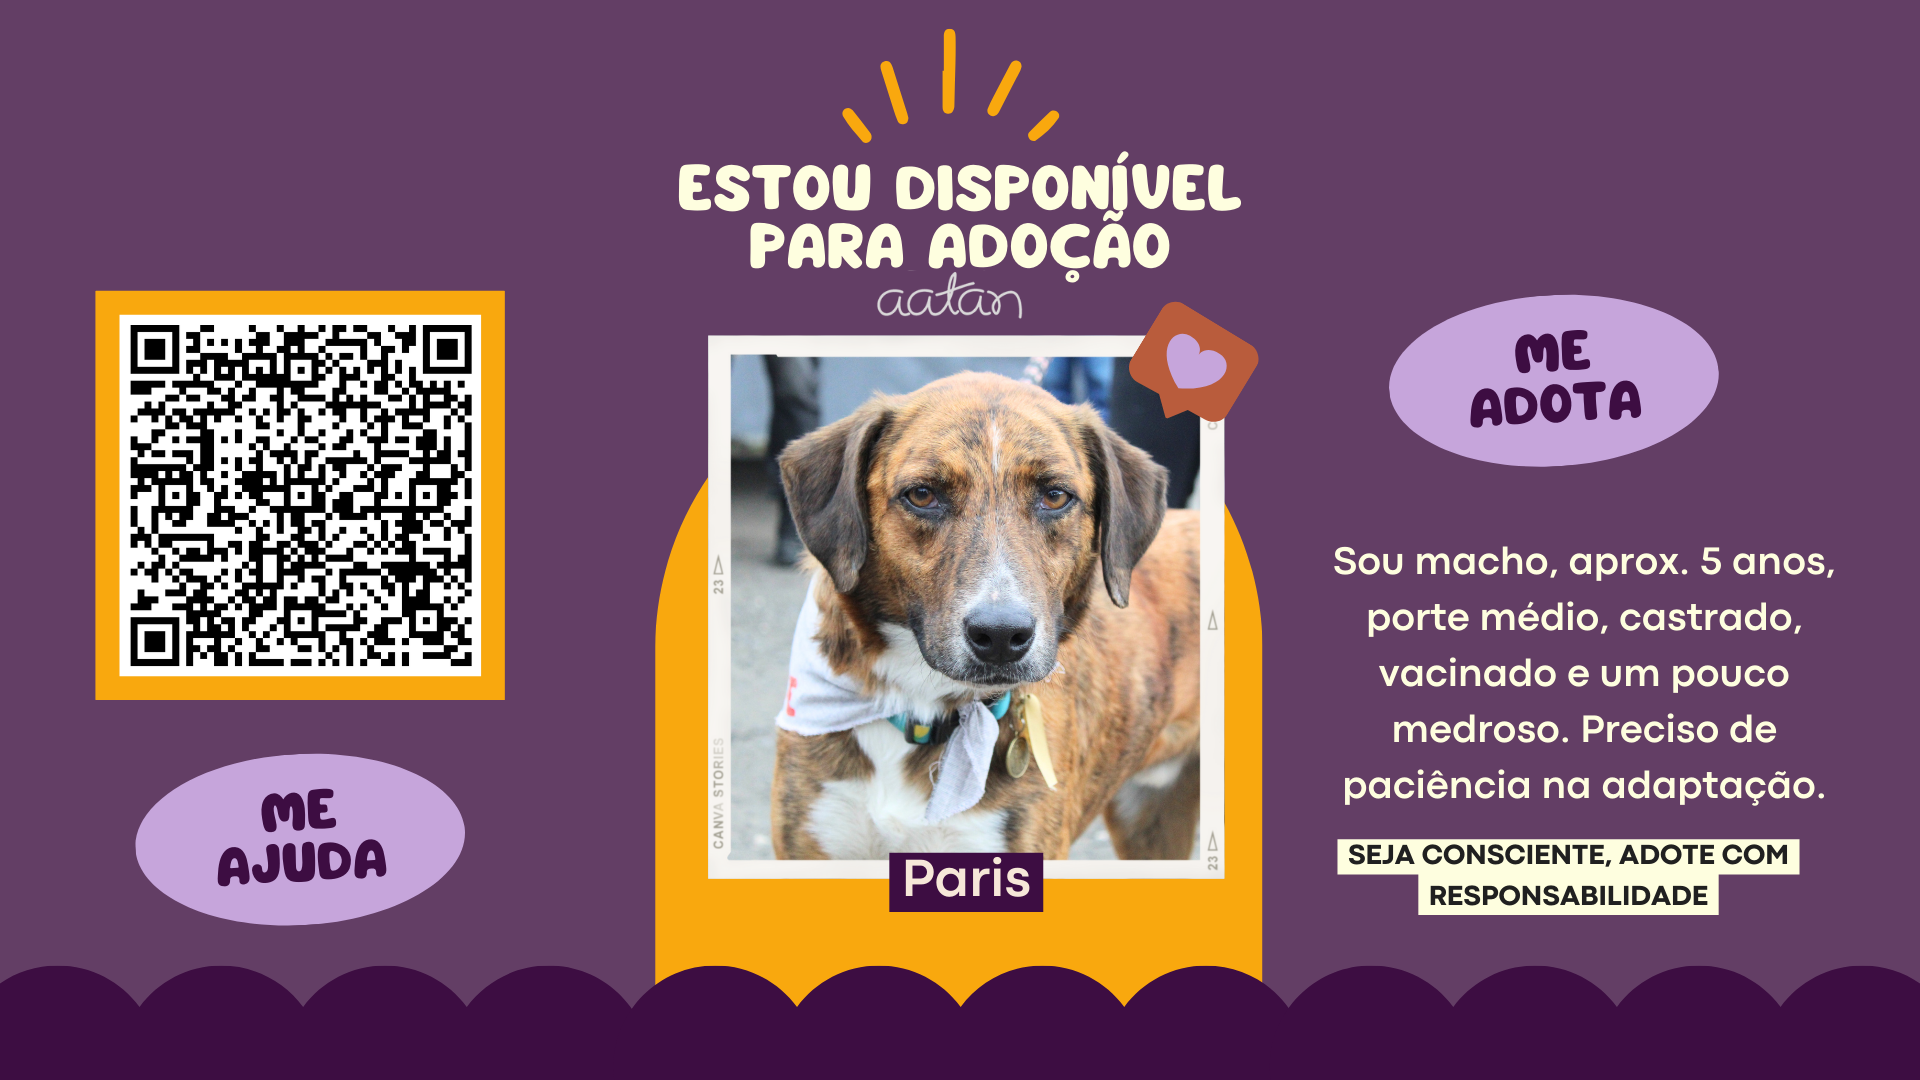 ESTOU DISPONÍVEL
PARA ADOÇÃO
aatan
ME
AJUDA
23
CANVA STORIES
23
Paris
ME
ADOTA
Sou macho, aprox. 5 anos,
porte médio, castrado,
vacinado e um pouco
medroso. Preciso de
paciência na adaptação.
SEJA CONSCIENTE, ADOTE COM
RESPONSABILIDADE